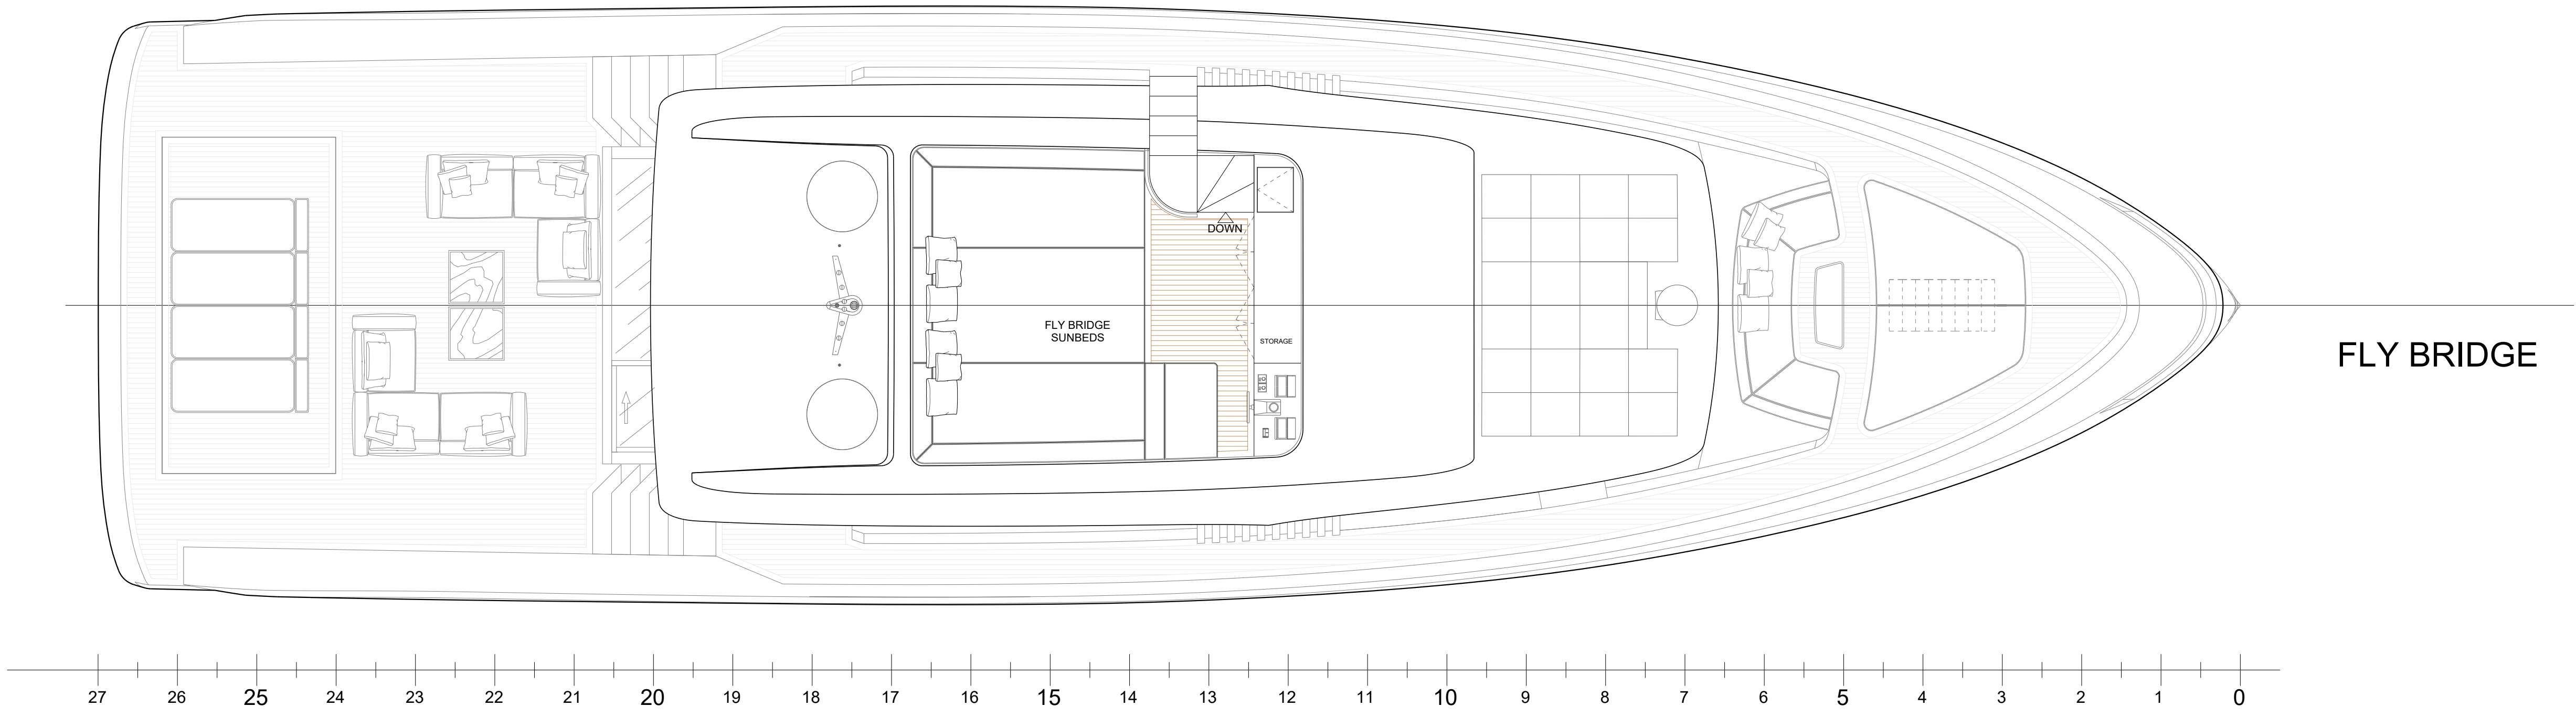 DOWN
FLY BRIDGE
SUNBEDS
STORAGE
FLY BRIDGE
27 26 25 24 23 22 21 20 19 18 17 16 15 14 13 12 11 10 9 8 7 6 5 4 3 2 1 0